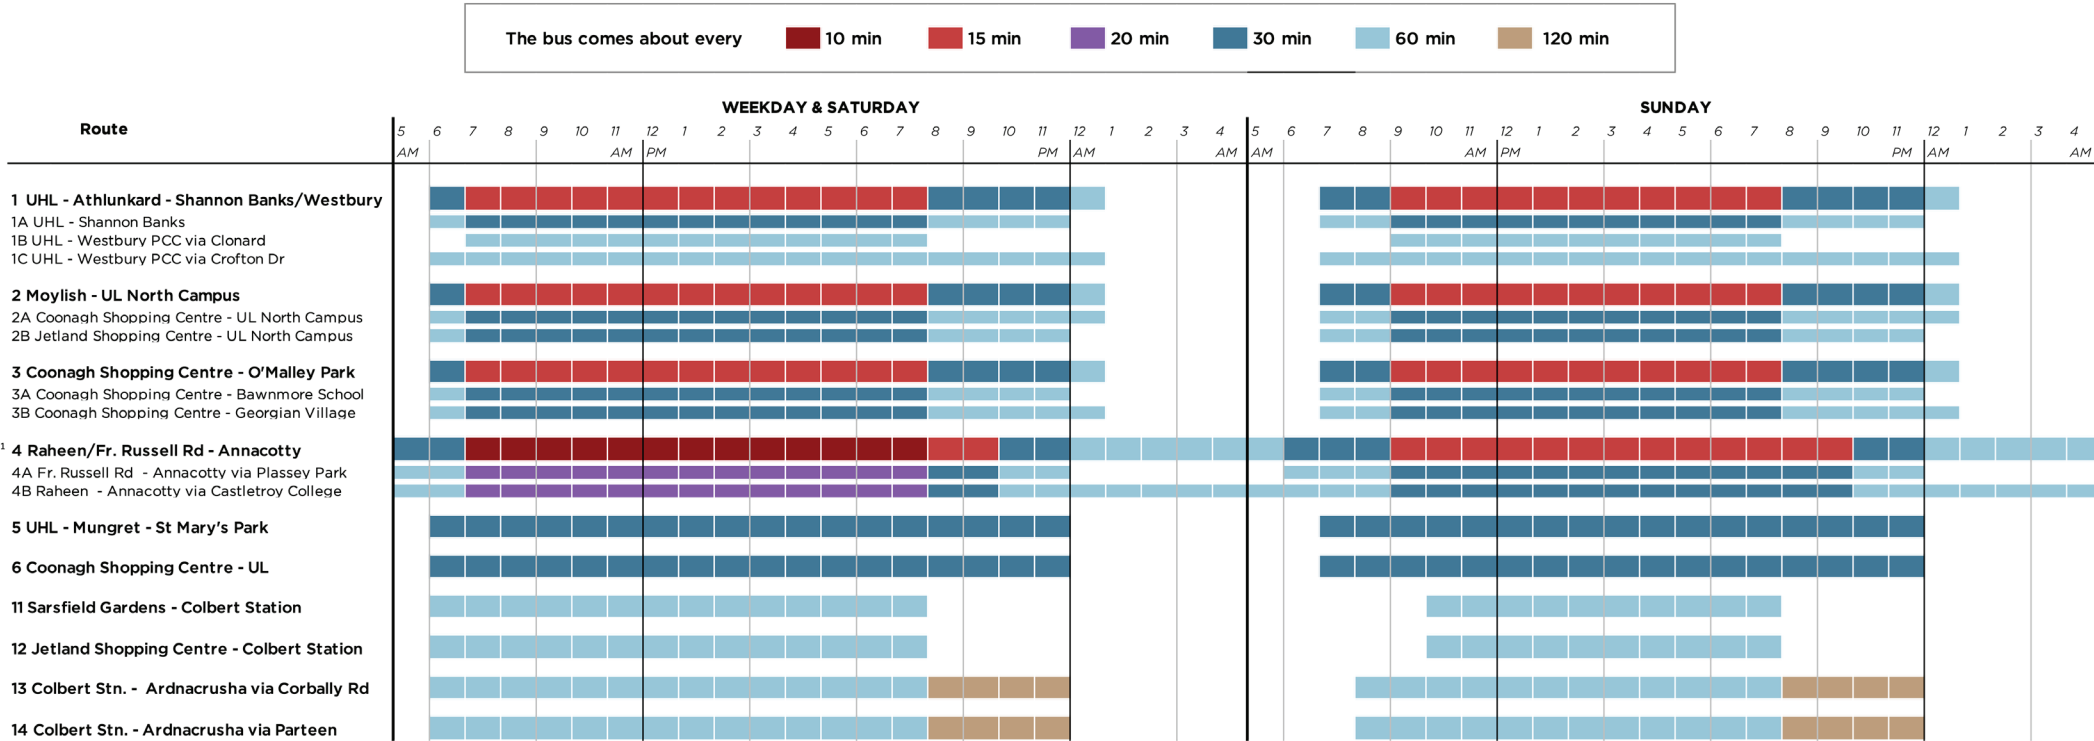 The bus comes about every 10 min 15 min 20 min 30 min 60 min 120 min
WEEKDAY & SATURDAY SUNDAY
Route
5 6 7 8 9 10 11 12 1 2 3 4 5 6 7 8 9 10 11 12 1 2 3 4 5 6 7 8 9 10 11 12 1 2 3 4 5 6 7 8 9 10 11 12 1 2 3 4
AM AM PM PM AM AM AM AM PM PM AM AM
1 UHL - Athlunkard - Shannon Banks/Westbury
1A UHL - Shannon Banks
1B UHL - Westbury PCC via Clonard
1C UHL - Westbury PCC via Crofton Dr
2 Moylish - UL North Campus
2A Coonagh Shopping Centre - UL North Campus
2B Jetland Shopping Centre - UL North Campus
3 Coonagh Shopping Centre - O'Malley Park
3A Coonagh Shopping Centre - Bawnmore School
3B Coonagh Shopping Centre - Georgian Village
1 4 Raheen/Fr. Russell Rd - Annacotty
4A Fr. Russell Rd - Annacotty via Plassey Park
4B Raheen - Annacotty via Castletroy College
5 UHL - Mungret - St Mary's Park
6 Coonagh Shopping Centre - UL
11 Sarsfield Gardens - Colbert Station
12 Jetland Shopping Centre - Colbert Station
13 Colbert Stn. - Ardnacrusha via Corbally Rd
14 Colbert Stn. - Ardnacrusha via Parteen